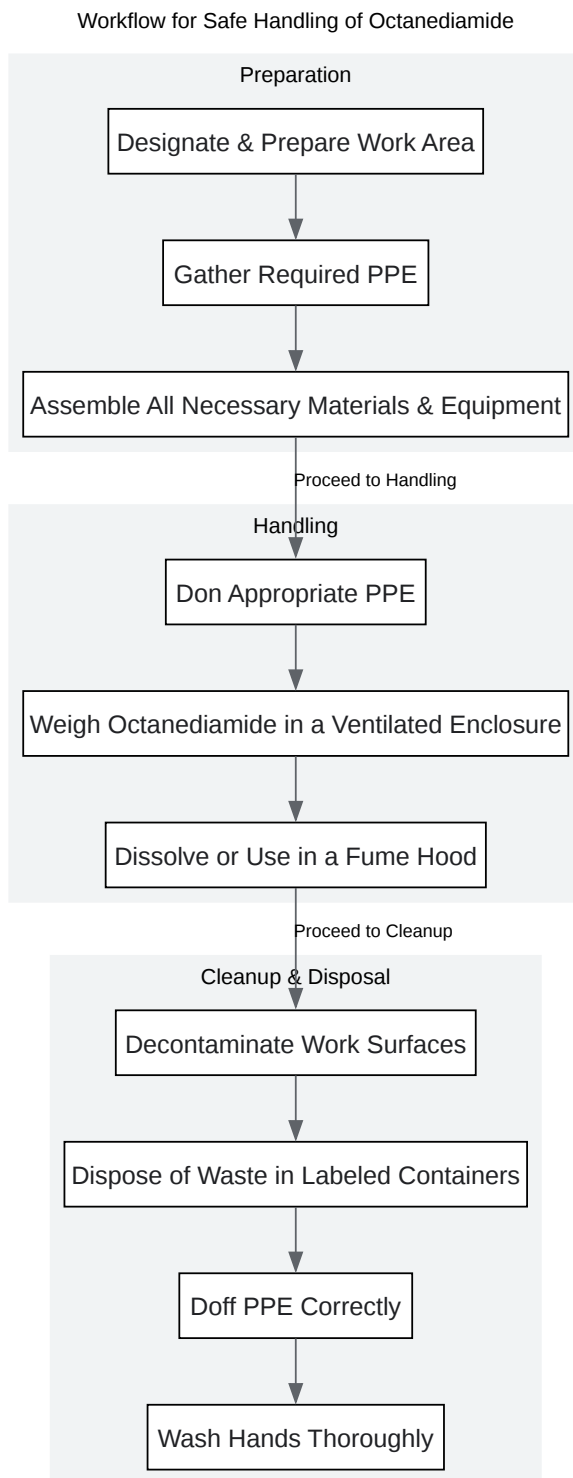 Workflow for Safe Handling of Octanediamide
Preparation
Designate & Prepare Work Area
Gather Required PPE
Assemble All Necessary Materials & Equipment
Proceed to Handling
Handling
Don Appropriate PPE
Weigh Octanediamide in a Ventilated Enclosure
Dissolve or Use in a Fume Hood
Proceed to Cleanup
Cleanup & Disposal
Decontaminate Work Surfaces
Dispose of Waste in Labeled Containers
Doff PPE Correctly
Wash Hands Thoroughly